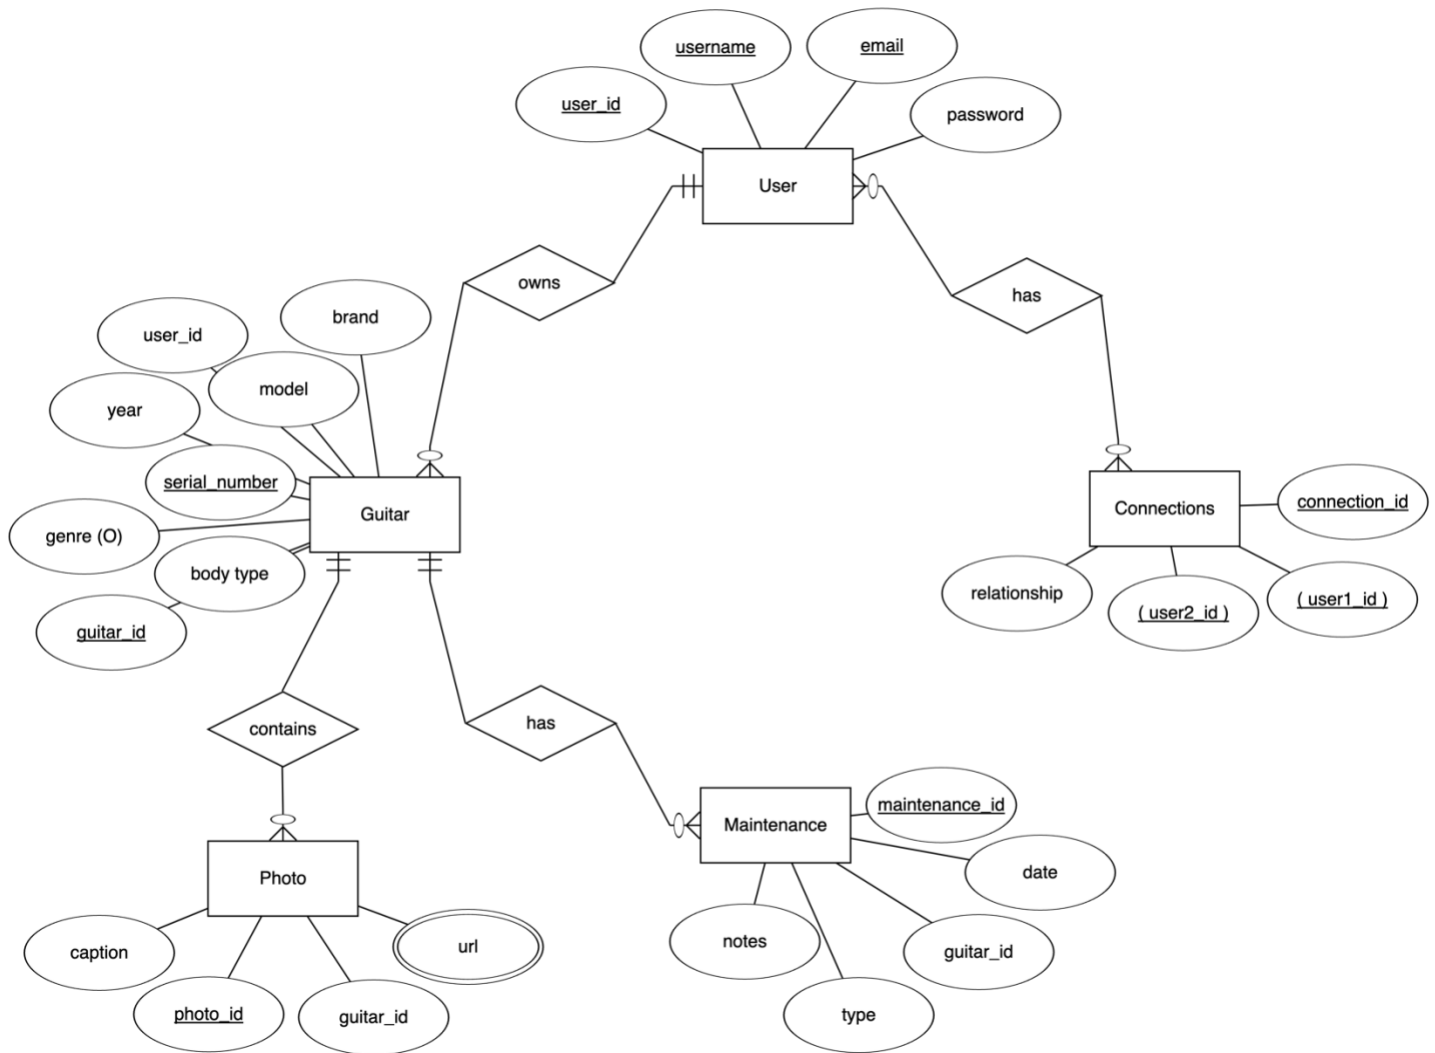 username
email
user_id
password
User
owns
has
brand
user_id
model
year
serial_number
Guitar
genre (O)
body type
guitar_id
Connections
connection_id
relationship
( user2_id )
( user1_id )
contains
has
Maintenance
maintenance_id
date
notes
guitar_id
type
Photo
caption
url
photo_id
guitar_id